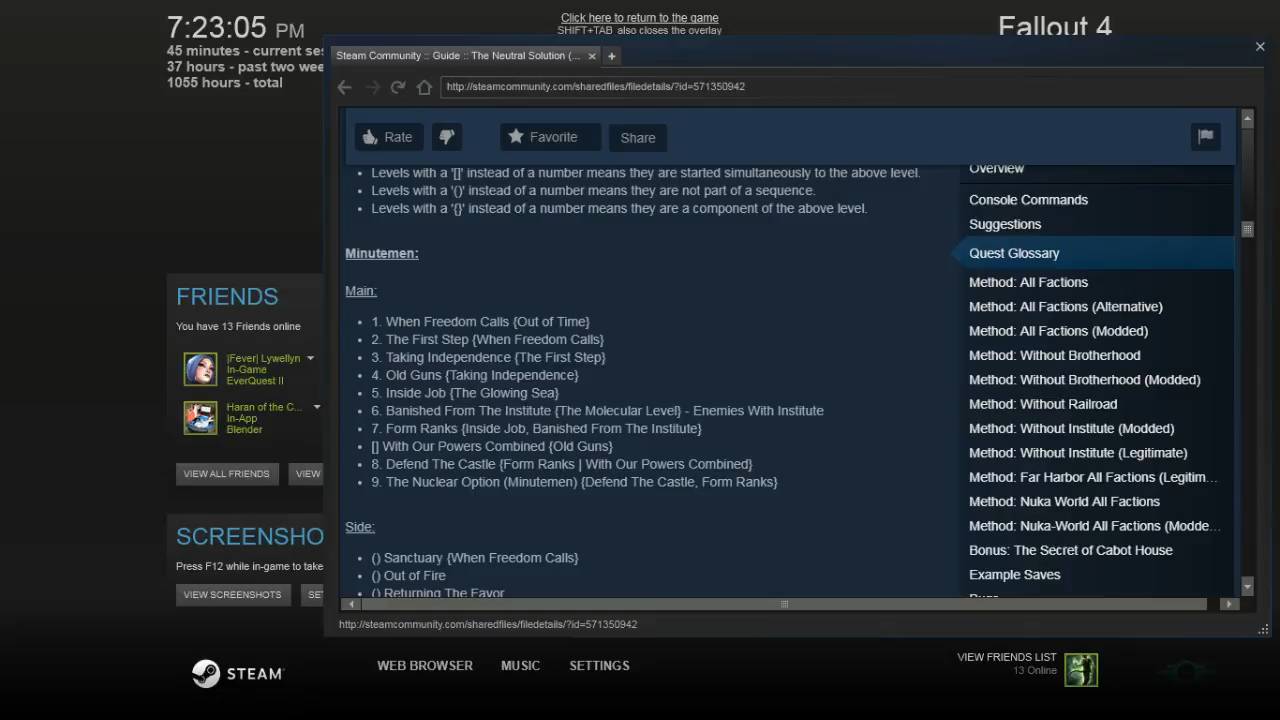 7:23:05 PM
45 minutes - current ses
37 hours - past two wee
1055 hours - total
Click here to return to the game
SHIFT+TAB also closes the overlay
Fallout 4
Steam Community :: Guide :: The Neutral Solution (...
http://steamcommunity.com/sharedfiles/filedetails/?id=571350942
Rate
Favorite
Share
Levels with a '[]' instead of a number means they are started simultaneously to the above level.
Levels with a '()' instead of a number means they are not part of a sequence.
Levels with a '{}' instead of a number means they are a component of the above level.
Minutemen:
Main:
1. When Freedom Calls {Out of Time}
2. The First Step {When Freedom Calls}
3. Taking Independence {The First Step}
4. Old Guns {Taking Independence}
5. Inside Job {The Glowing Sea}
6. Banished From The Institute {The Molecular Level} - Enemies With Institute
7. Form Ranks {Inside Job, Banished From The Institute}
[] With Our Powers Combined {Old Guns}
8. Defend The Castle {Form Ranks | With Our Powers Combined}
9. The Nuclear Option (Minutemen) {Defend The Castle, Form Ranks}
Side:
() Sanctuary {When Freedom Calls}
() Out of Fire
() Returning The Favor
Overview
Console Commands
Suggestions
Quest Glossary
Method: All Factions
Method: All Factions (Alternative)
Method: All Factions (Modded)
Method: Without Brotherhood
Method: Without Brotherhood (Modded)
Method: Without Railroad
Method: Without Institute (Modded)
Method: Without Institute (Legitimate)
Method: Far Harbor All Factions (Legitim...
Method: Nuka World All Factions
Method: Nuka-World All Factions (Modde...
Bonus: The Secret of Cabot House
Example Saves
Bugs
http://steamcommunity.com/sharedfiles/filedetails/?id=571350942
FRIENDS
You have 13 Friends online
|Fever| Lywellyn
In-Game
EverQuest II
Haran of the C...
In-App
Blender
VIEW ALL FRIENDS
VIEW
SCREENSHO
Press F12 while in-game to take
VIEW SCREENSHOTS
SET
STEAM
WEB BROWSER
MUSIC
SETTINGS
VIEW FRIENDS LIST
13 Online